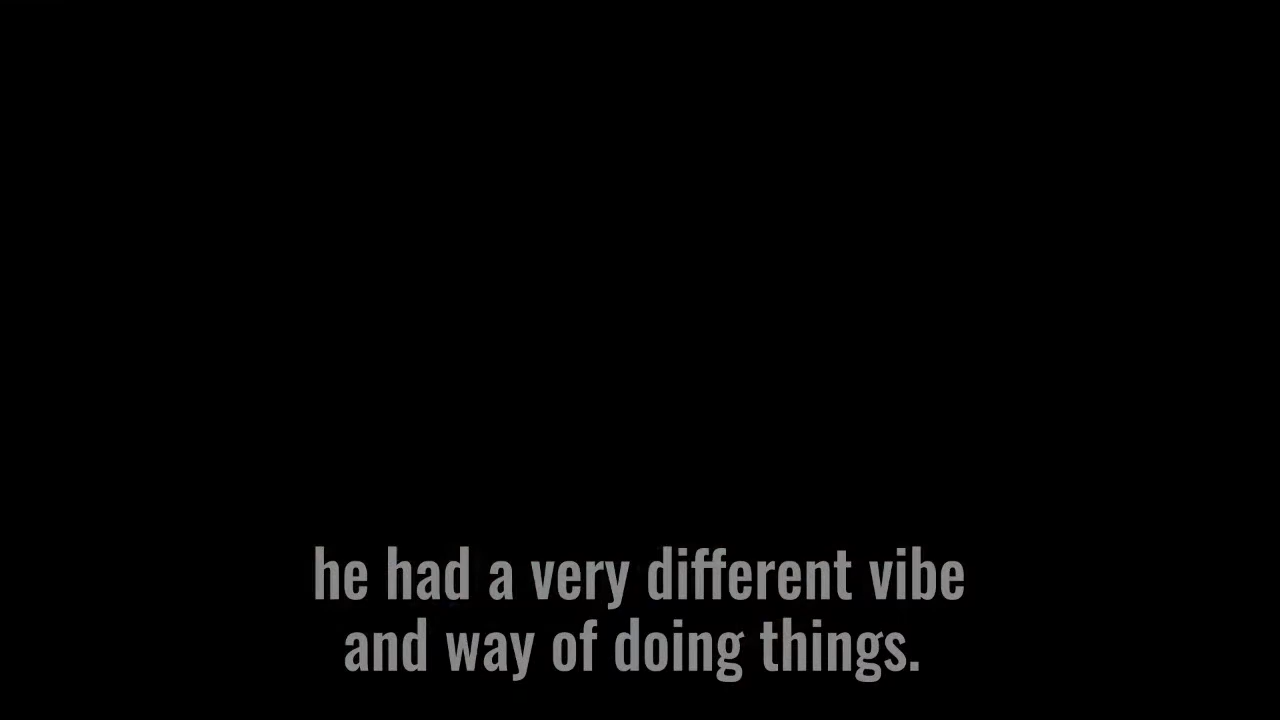 he had a very different vibe
and way of doing things.